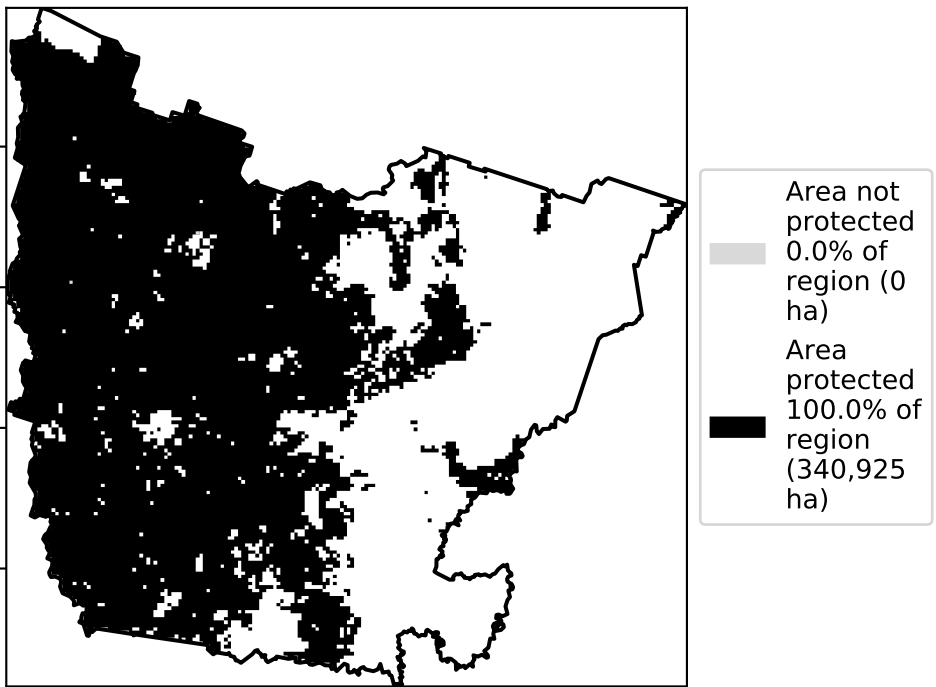 Area not
protected
0.0% of
region (0
ha)
Area
protected
100.0% of
region
(340,925
ha)